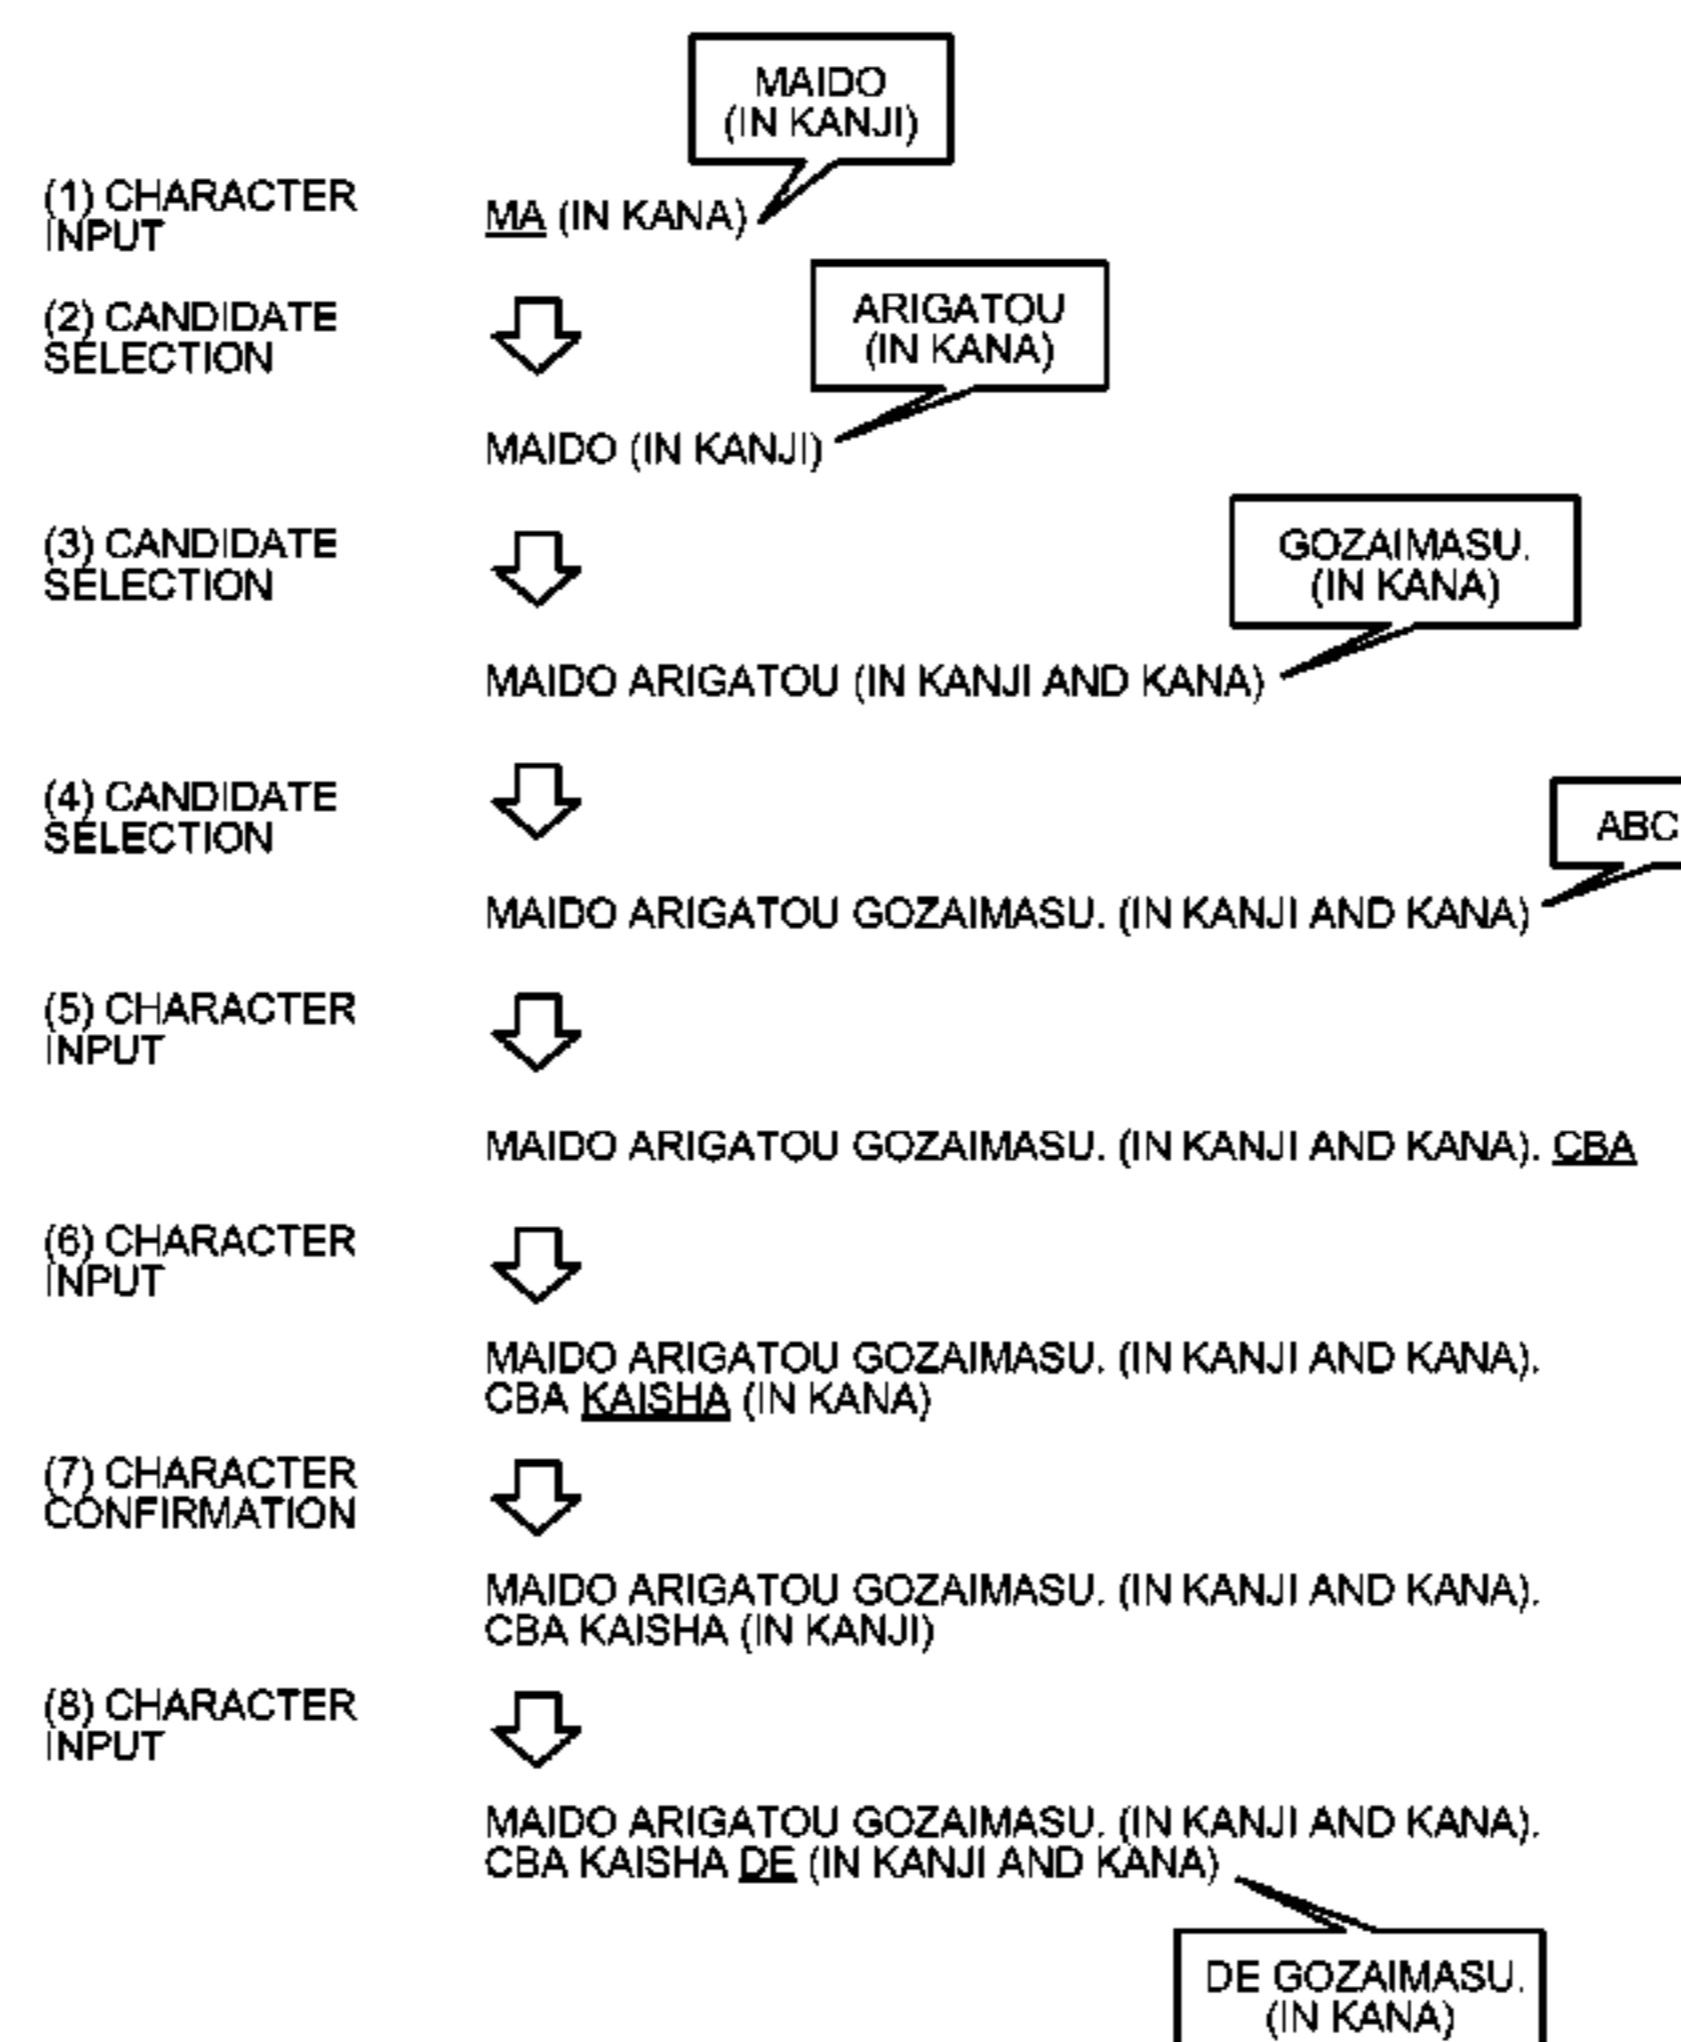 MAIDO
(IN KANJI)
(1) CHARACTER
INPUT
MA (IN KANA)
(2) CANDIDATE
SELECTION
ARIGATOU
(IN KANA)
MAIDO (IN KANJI)
(3) CANDIDATE
SELECTION
GOZAIMASU.
(IN KANA)
MAIDO ARIGATOU (IN KANJI AND KANA)
(4) CANDIDATE
SELECTION
ABC
MAIDO ARIGATOU GOZAIMASU. (IN KANJI AND KANA)
(5) CHARACTER
INPUT
MAIDO ARIGATOU GOZAIMASU. (IN KANJI AND KANA). CBA
(6) CHARACTER
INPUT
MAIDO ARIGATOU GOZAIMASU. (IN KANJI AND KANA).
CBA KAISHA (IN KANA)
(7) CHARACTER
CONFIRMATION
MAIDO ARIGATOU GOZAIMASU. (IN KANJI AND KANA).
CBA KAISHA (IN KANJI)
(8) CHARACTER
INPUT
MAIDO ARIGATOU GOZAIMASU. (IN KANJI AND KANA).
CBA KAISHA DE (IN KANJI AND KANA)
DE GOZAIMASU.
(IN KANA)